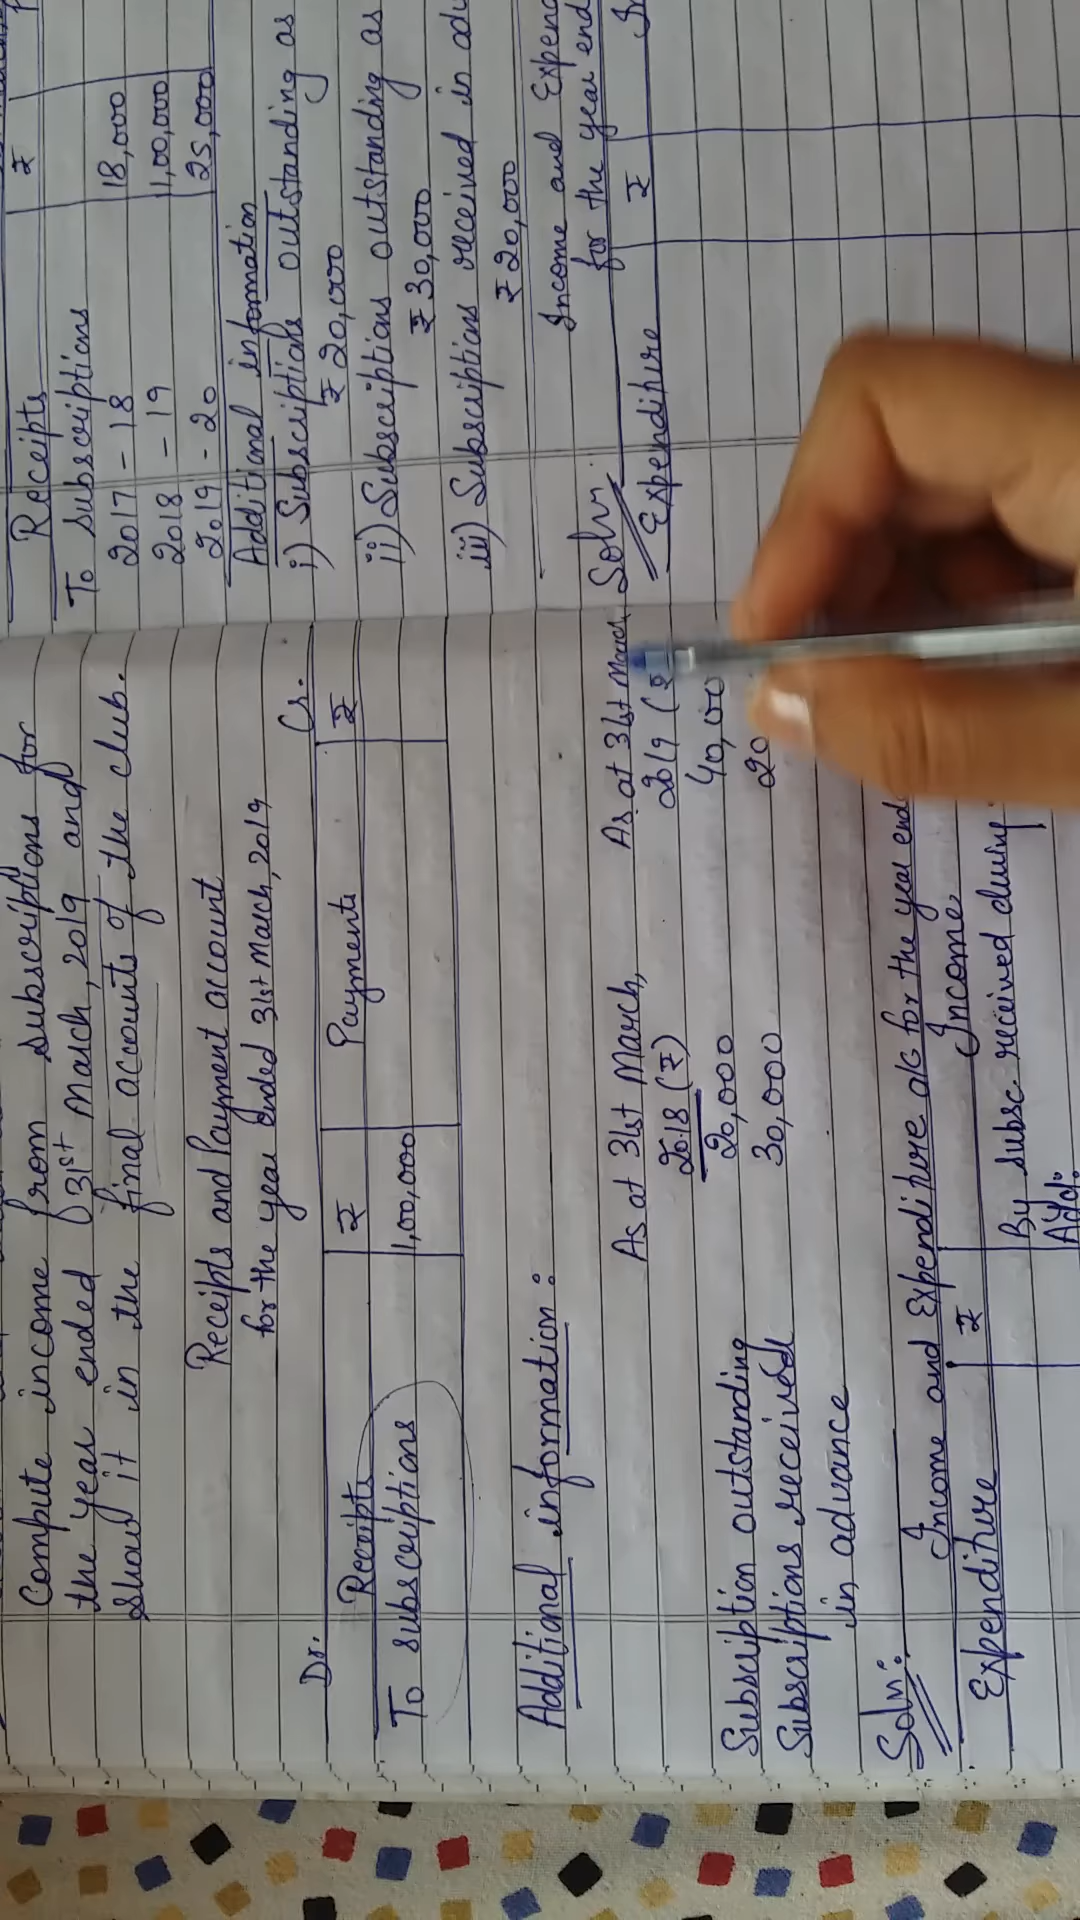 Compute income from subscriptions for
the year ended 31st March, 2019 and
show it in the final accounts of the club.
Receipts and Payment account
for the year ended 31st March, 2019
Dr. Cr.
Receipts ₹ Payments ₹
To subscriptions 1,00,000
Additional information:
As at 31st March, As at 31st March,
2018 (₹) 2019 (₹
Subscription outstanding 20,000 40,00
Subscriptions received 30,000 20
in advance
Soln:
Income and Expenditure a/c for the year end
Expenditure ₹ Income
By subsc. received during
Add:
₹
Receipts
To subscriptions
2017-18 18,000
2018-19 1,00,000
2019-20 25,000
Additional information
i) Subscriptions outstanding as
₹20,000
ii) Subscriptions outstanding as
₹30,000
iii) Subscriptions received in adv
₹20,000
Soln:
Income and Expend
for the year end
Expenditure ₹